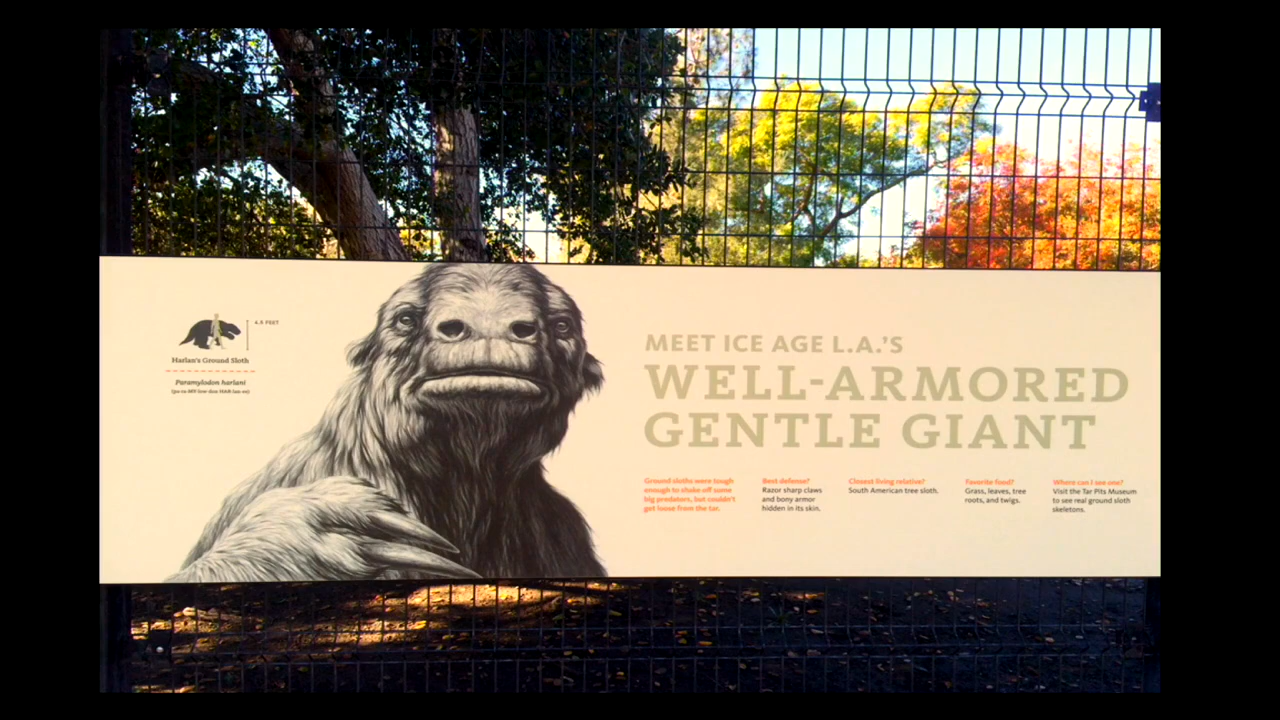 4.5 FEET
Harlan's Ground Sloth
Paramylodon harlani
MEET ICE AGE L.A.'S
WELL-ARMORED
GENTLE GIANT
Ground sloths were tough
enough to shake off some
big predators, but couldn't
get loose from the tar.
Best defense?
Razor sharp claws
and bony armor
hidden in its skin.
Closest living relative?
South American tree sloth.
Favorite food?
Grass, leaves, tree
roots, and twigs.
Where can I see one?
Visit the Tar Pits Museum
to see real ground sloth
skeletons.